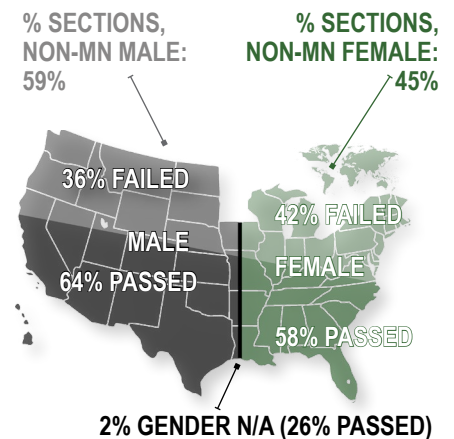 % SECTIONS,
NON-MN MALE:
59%
% SECTIONS,
NON-MN FEMALE:
45%
36% FAILED
MALE
64% PASSED
42% FAILED
FEMALE
58% PASSED
2% GENDER N/A (26% PASSED)